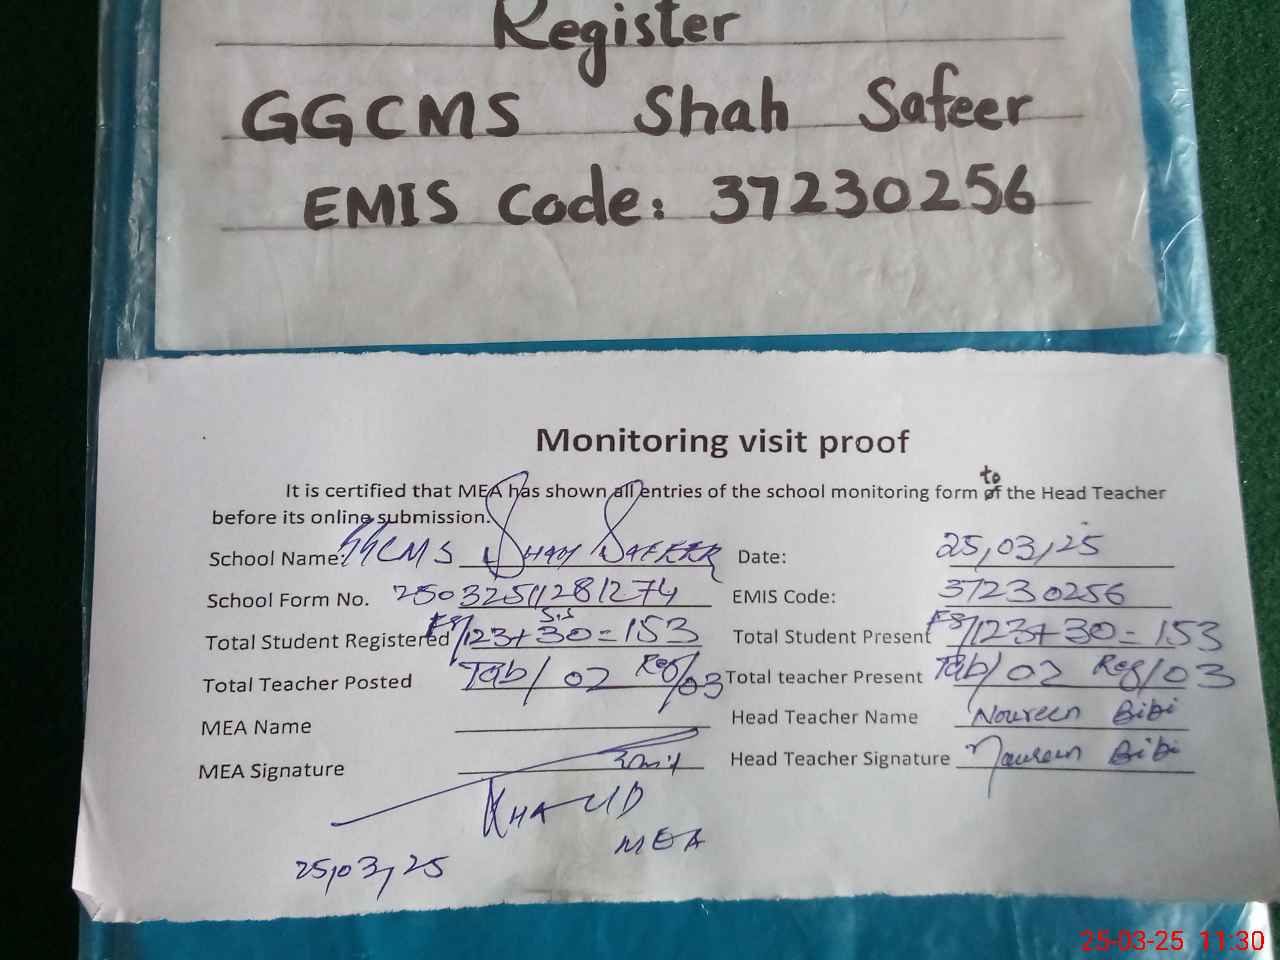 Register
GGCMS Shah Safeer
EMIS Code: 37230256
Monitoring visit proof
to
It is certified that MEA has shown all entries of the school monitoring form of the Head Teacher
before its online submission.
School Name: GGCMS SHAH SAFEER Date: 25,03,25
School Form No. 25032511281274 EMIS Code: 37230256
Total Student Registered 123+30=153 Total Student Present 123+30=153
Total Teacher Posted Tab/02 Reg/03 Total teacher Present Tab/02 Reg/03
MEA Name Head Teacher Name Noureen Bibi
MEA Signature Head Teacher Signature Noureen Bibi
KHALID
MEA
25,03,25
25-03-25 11:30